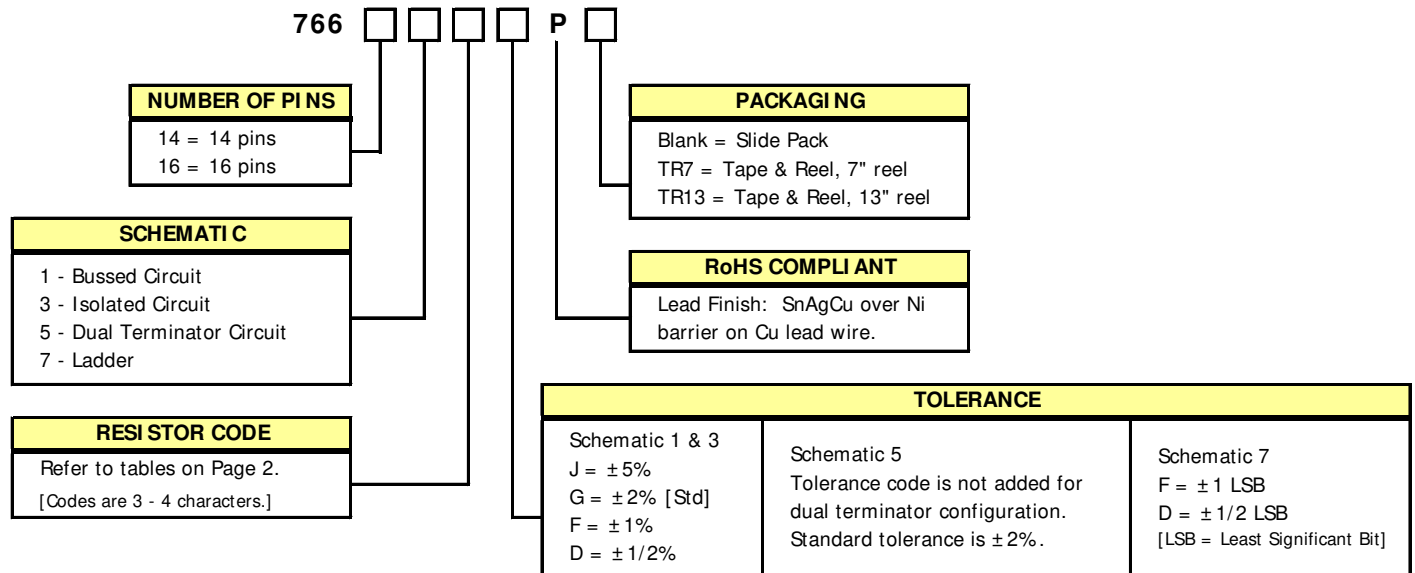 766 P
NUMBER OF PINS
14 = 14 pins
16 = 16 pins
PACKAGING
Blank = Slide Pack
TR7 = Tape & Reel, 7" reel
TR13 = Tape & Reel, 13" reel
SCHEMATIC
1 - Bussed Circuit
3 - Isolated Circuit
5 - Dual Terminator Circuit
7 - Ladder
RoHS COMPLIANT
Lead Finish: SnAgCu over Ni
barrier on Cu lead wire.
RESISTOR CODE
Refer to tables on Page 2.
[Codes are 3 - 4 characters.]
TOLERANCE
Schematic 1 & 3
J = ±5%
G = ±2% [Std]
F = ±1%
D = ±1/2%
Schematic 5
Tolerance code is not added for
dual terminator configuration.
Standard tolerance is ±2%.
Schematic 7
F = ±1 LSB
D = ±1/2 LSB
[LSB = Least Significant Bit]